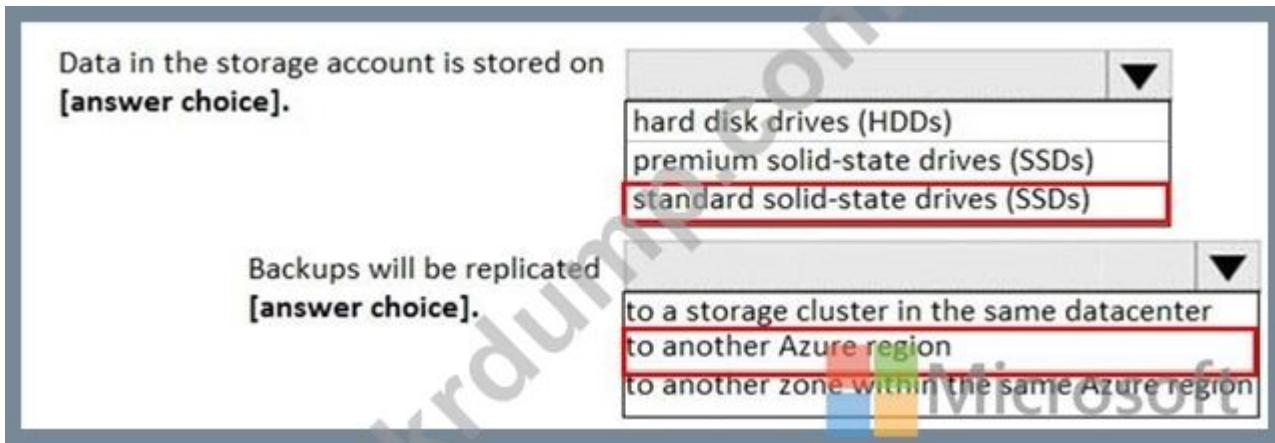 Data in the storage account is stored on
[answer choice].
hard disk drives (HDDs)
premium solid-state drives (SSDs)
standard solid-state drives (SSDs)
Backups will be replicated
[answer choice].
to a storage cluster in the same datacenter
to another Azure region
to another zone within the same Azure region
Microsoft
krdump.com